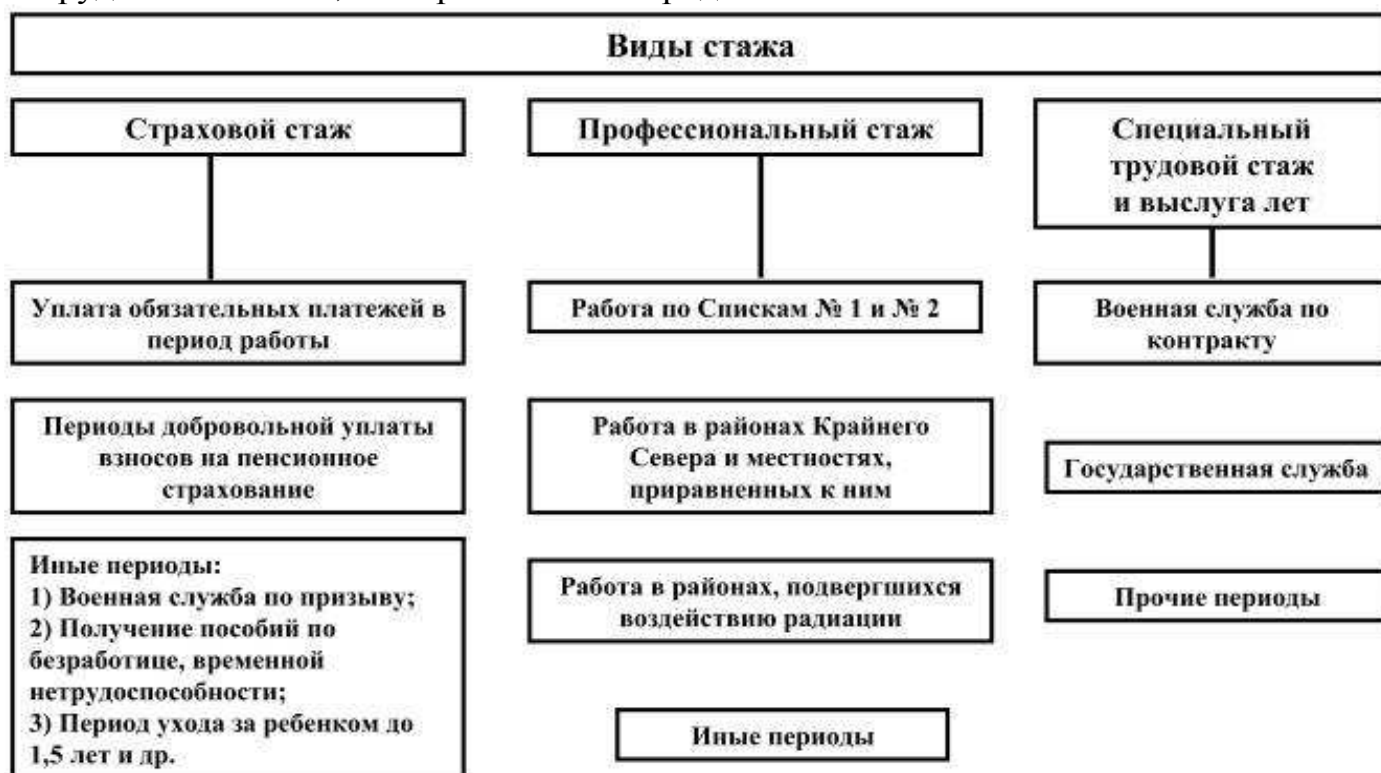 Виды стажа
Страховой стаж
Профессиональный стаж
Специальный
трудовой стаж
и выслуга лет
Уплата обязательных платежей в
период работы
Работа по Спискам № 1 и № 2
Военная служба по
контракту
Периоды добровольной уплаты
взносов на пенсионное
страхование
Работа в районах Крайнего
Севера и местностях,
приравненных к ним
Государственная служба
Иные периоды:
1) Военная служба по призыву;
2) Получение пособий по
безработице, временной
нетрудоспособности;
3) Период ухода за ребенком до
1,5 лет и др.
Работа в районах, подвергшихся
воздействию радиации
Прочие периоды
Иные периоды